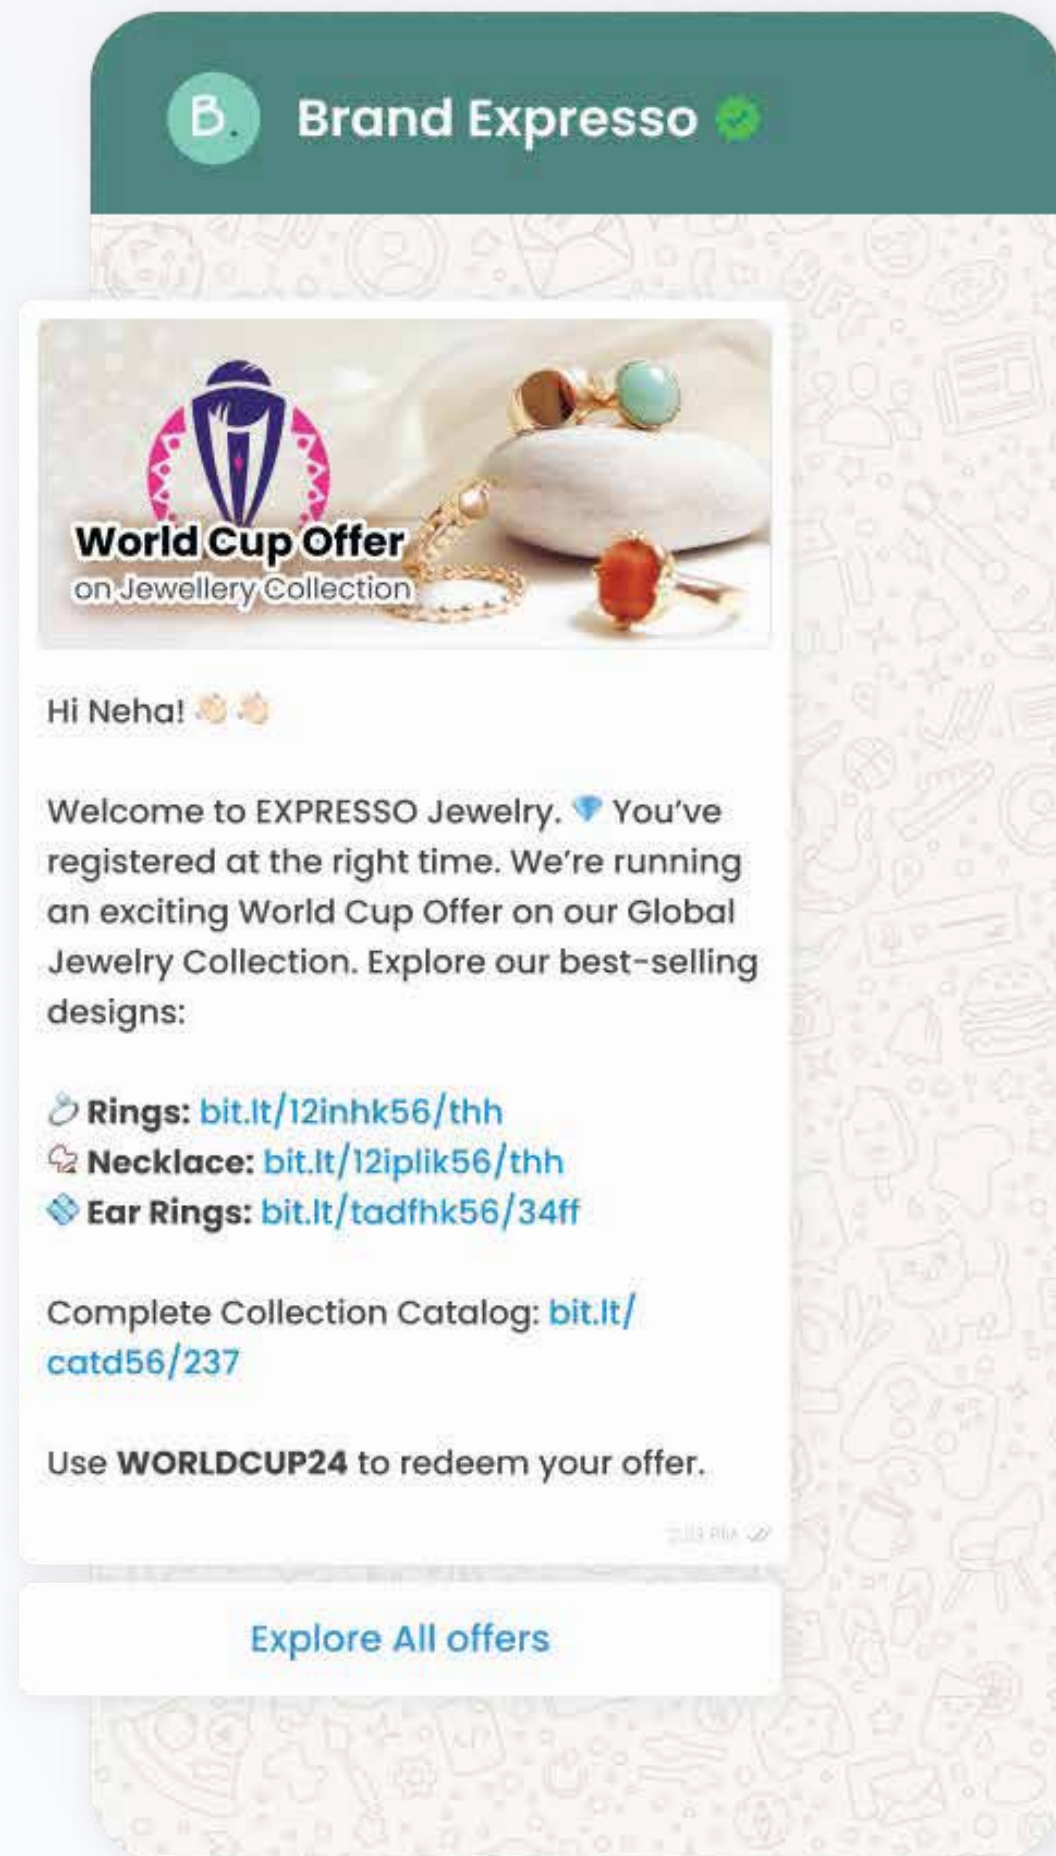 B.
Brand Expresso
World Cup Offer
on Jewellery Collection
Hi Neha! 👏🏻👏🏻
Welcome to EXPRESSO Jewelry. 💎 You’ve
registered at the right time. We’re running
an exciting World Cup Offer on our Global
Jewelry Collection. Explore our best-selling
designs:
Rings: bit.lt/12inhk56/thh
Necklace: bit.lt/12iplik56/thh
Ear Rings: bit.lt/tadfhk56/34ff
Complete Collection Catalog: bit.lt/
catd56/237
Use WORLDCUP24 to redeem your offer.
PM
Explore All offers